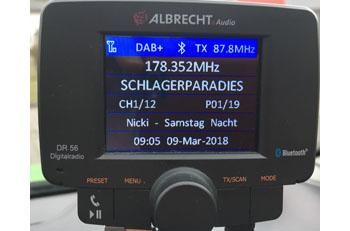 ALBRECHT Audio
DAB+ TX 87.8MHz
178.352MHz
SCHLAGERPARADIES
CH1/12 P01/19
Nicki - Samstag Nacht
09:05 09-Mar-2018
DR 56
Digitalradio
Bluetooth
PRESET MENU - TX/SCAN MODE